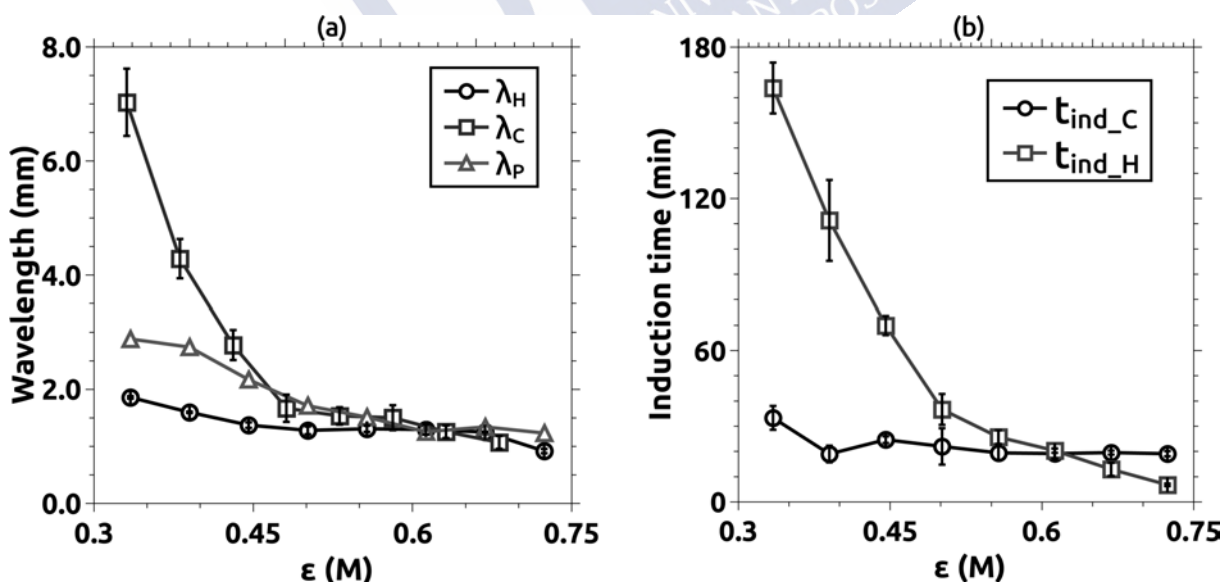 (a)
Wavelength (mm)
8.0
6.0
4.0
2.0
0.0
0.3
0.45
0.6
0.75
ε (M)
λH
λC
λP
(b)
Induction time (min)
180
120
60
0
0.3
0.45
0.6
0.75
ε (M)
tind_C
tind_H